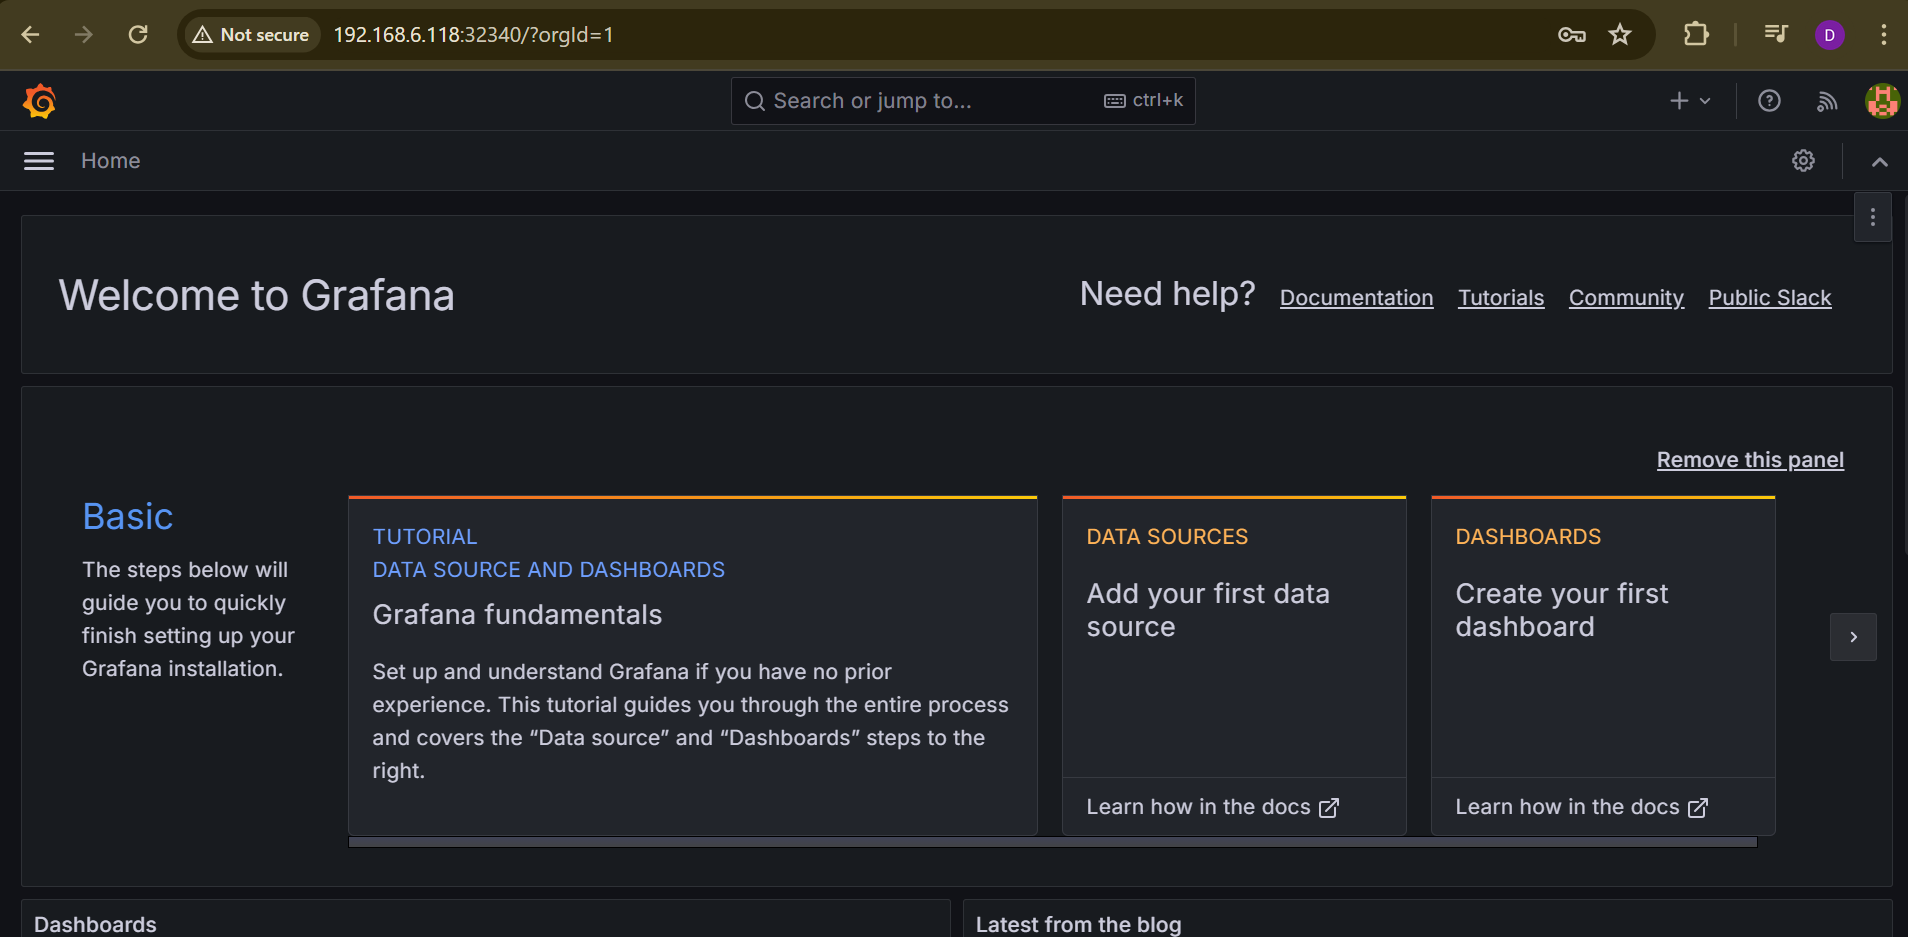 Not secure 192.168.6.118:32340/?orgId=1
D
Search or jump to... ctrl+k
Home
Welcome to Grafana
Need help? Documentation Tutorials Community Public Slack
Remove this panel
Basic
The steps below will
guide you to quickly
finish setting up your
Grafana installation.
TUTORIAL
DATA SOURCE AND DASHBOARDS
Grafana fundamentals
Set up and understand Grafana if you have no prior
experience. This tutorial guides you through the entire process
and covers the “Data source” and “Dashboards” steps to the
right.
DATA SOURCES
Add your first data
source
Learn how in the docs
DASHBOARDS
Create your first
dashboard
Learn how in the docs
Dashboards
Latest from the blog